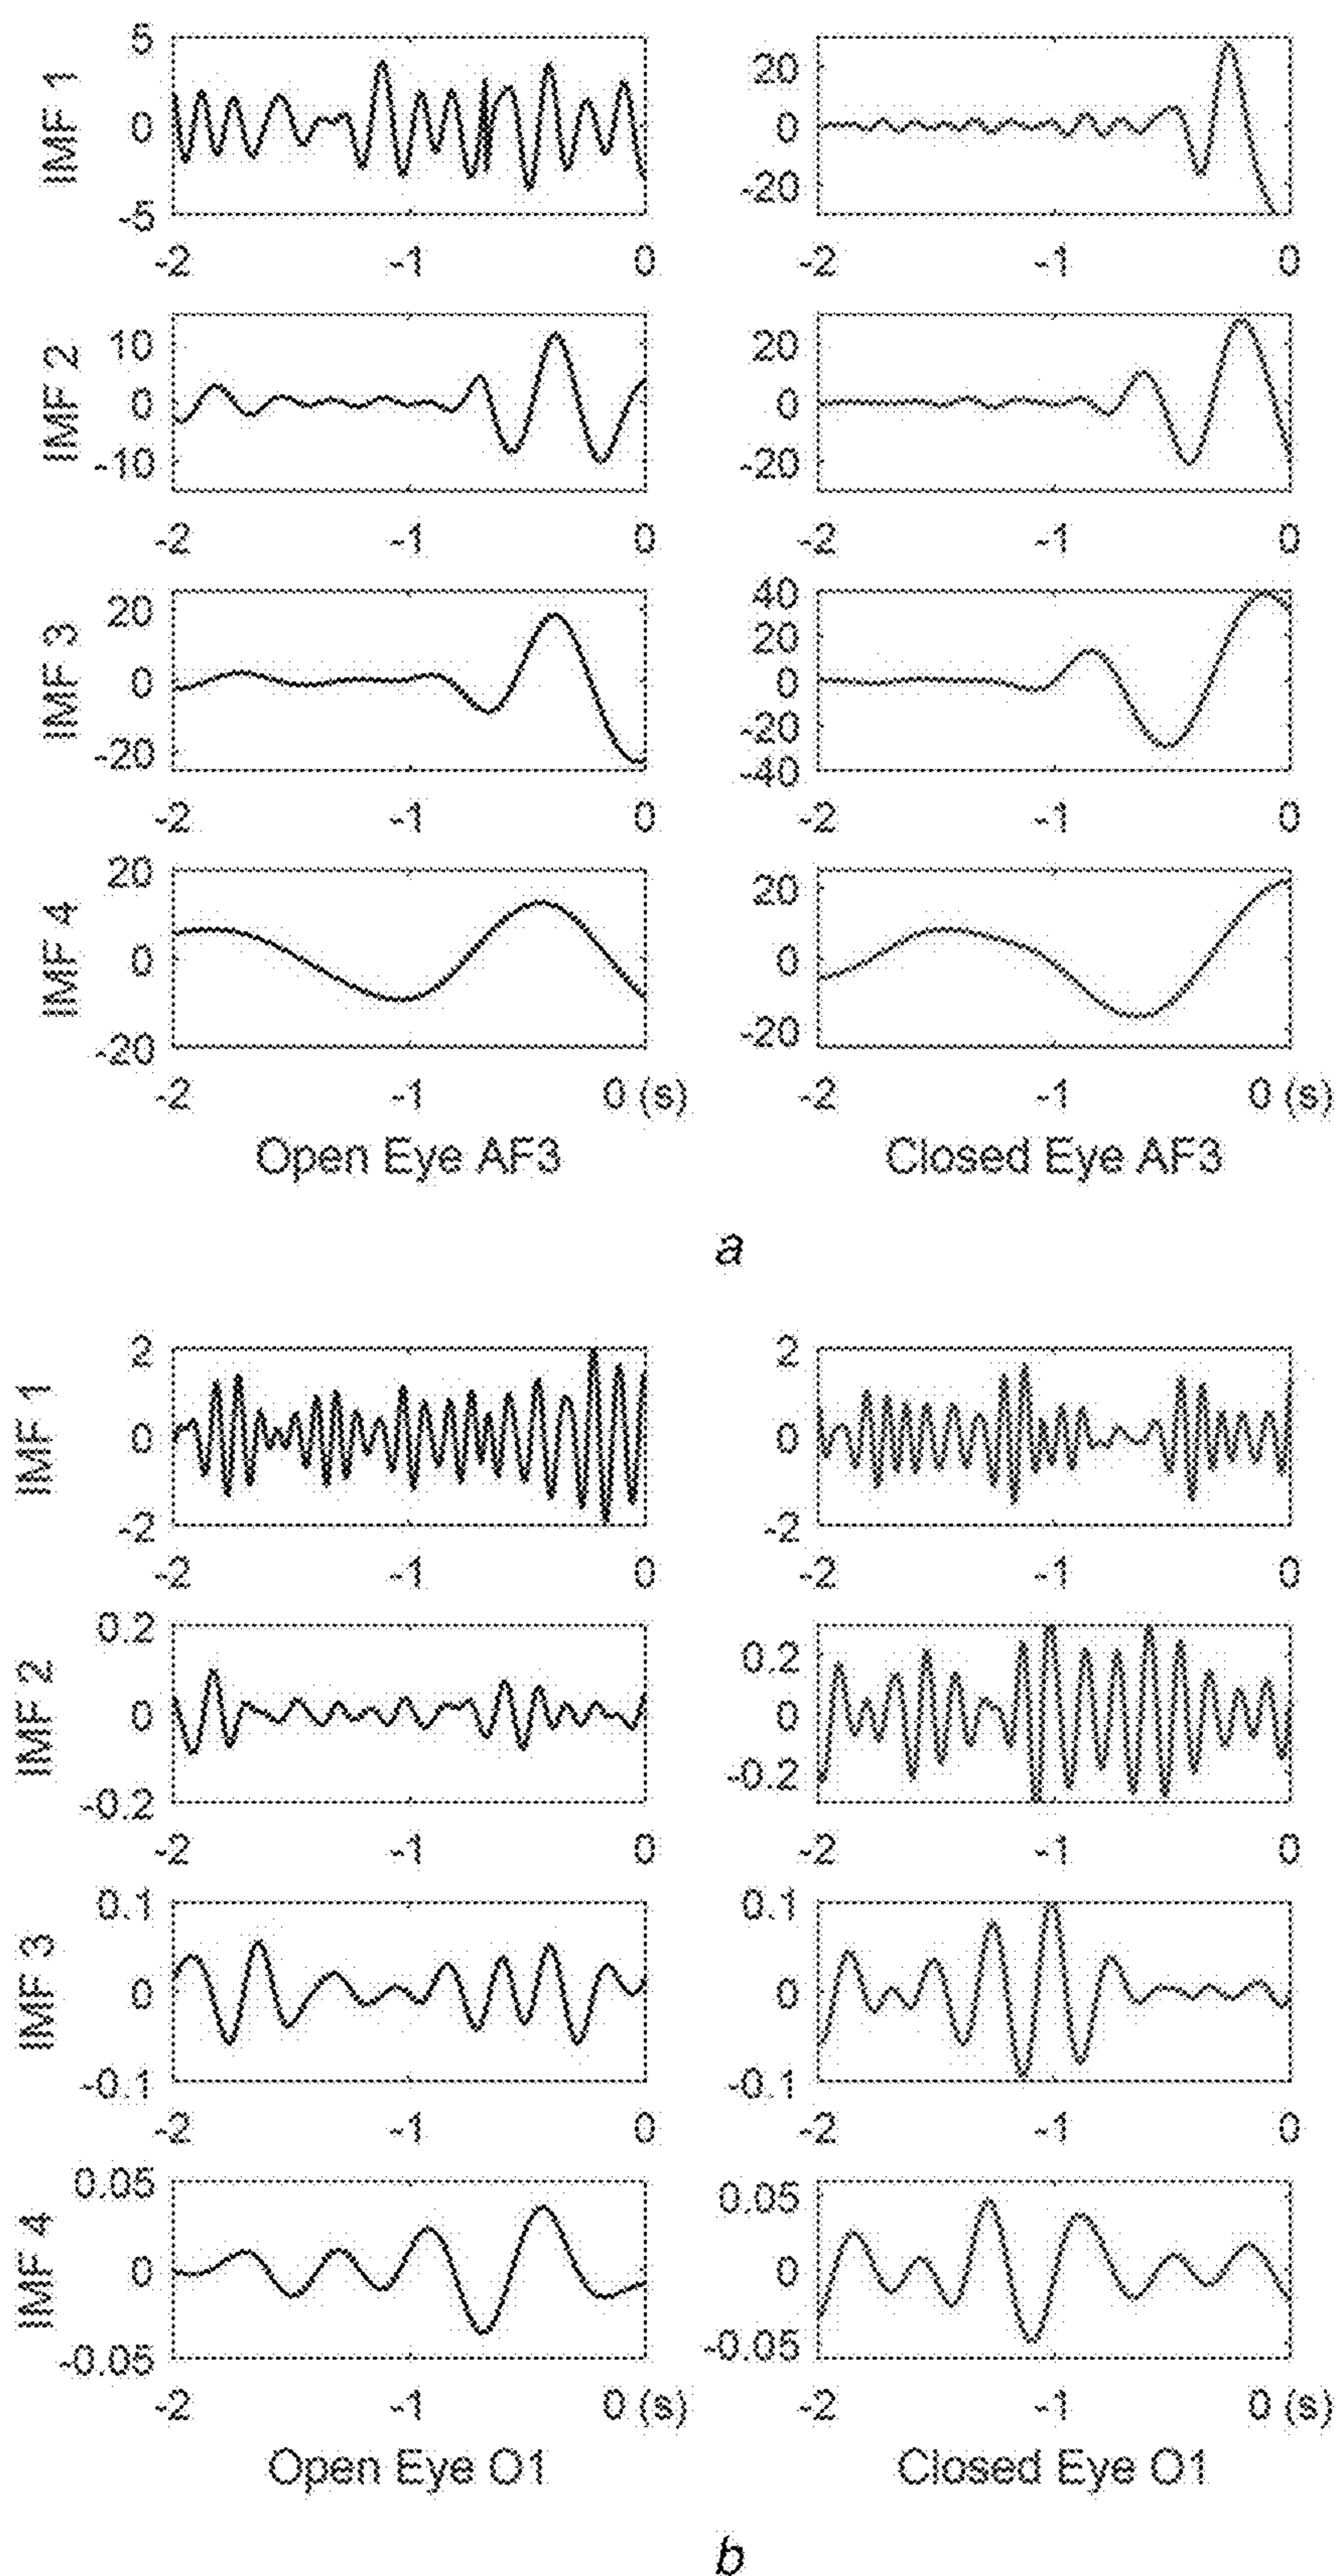 5 20
IMF 1 0 0
-5 -20
-2 -1 0 -2 -1 0
10 20
IMF 2 0 0
-10 -20
-2 -1 0 -2 -1 0
40
20 20
IMF 3 0 0
-20 -20
-40
-2 -1 0 -2 -1 0
20 20
IMF 4 0 0
-20 -20
-2 -1 0 (s) -2 -1 0 (s)
Open Eye AF3 Closed Eye AF3
a
2 2
IMF 1 0 0
-2 -2
-2 -1 0 -2 -1 0
0.2 0.2
IMF 2 0 0
-0.2 -0.2
-2 -1 0 -2 -1 0
0.1 0.1
IMF 3 0 0
-0.1 -0.1
-2 -1 0 -2 -1 0
0.05 0.05
IMF 4 0 0
-0.05 -0.05
-2 -1 0 (s) -2 -1 0 (s)
Open Eye O1 Closed Eye O1
b